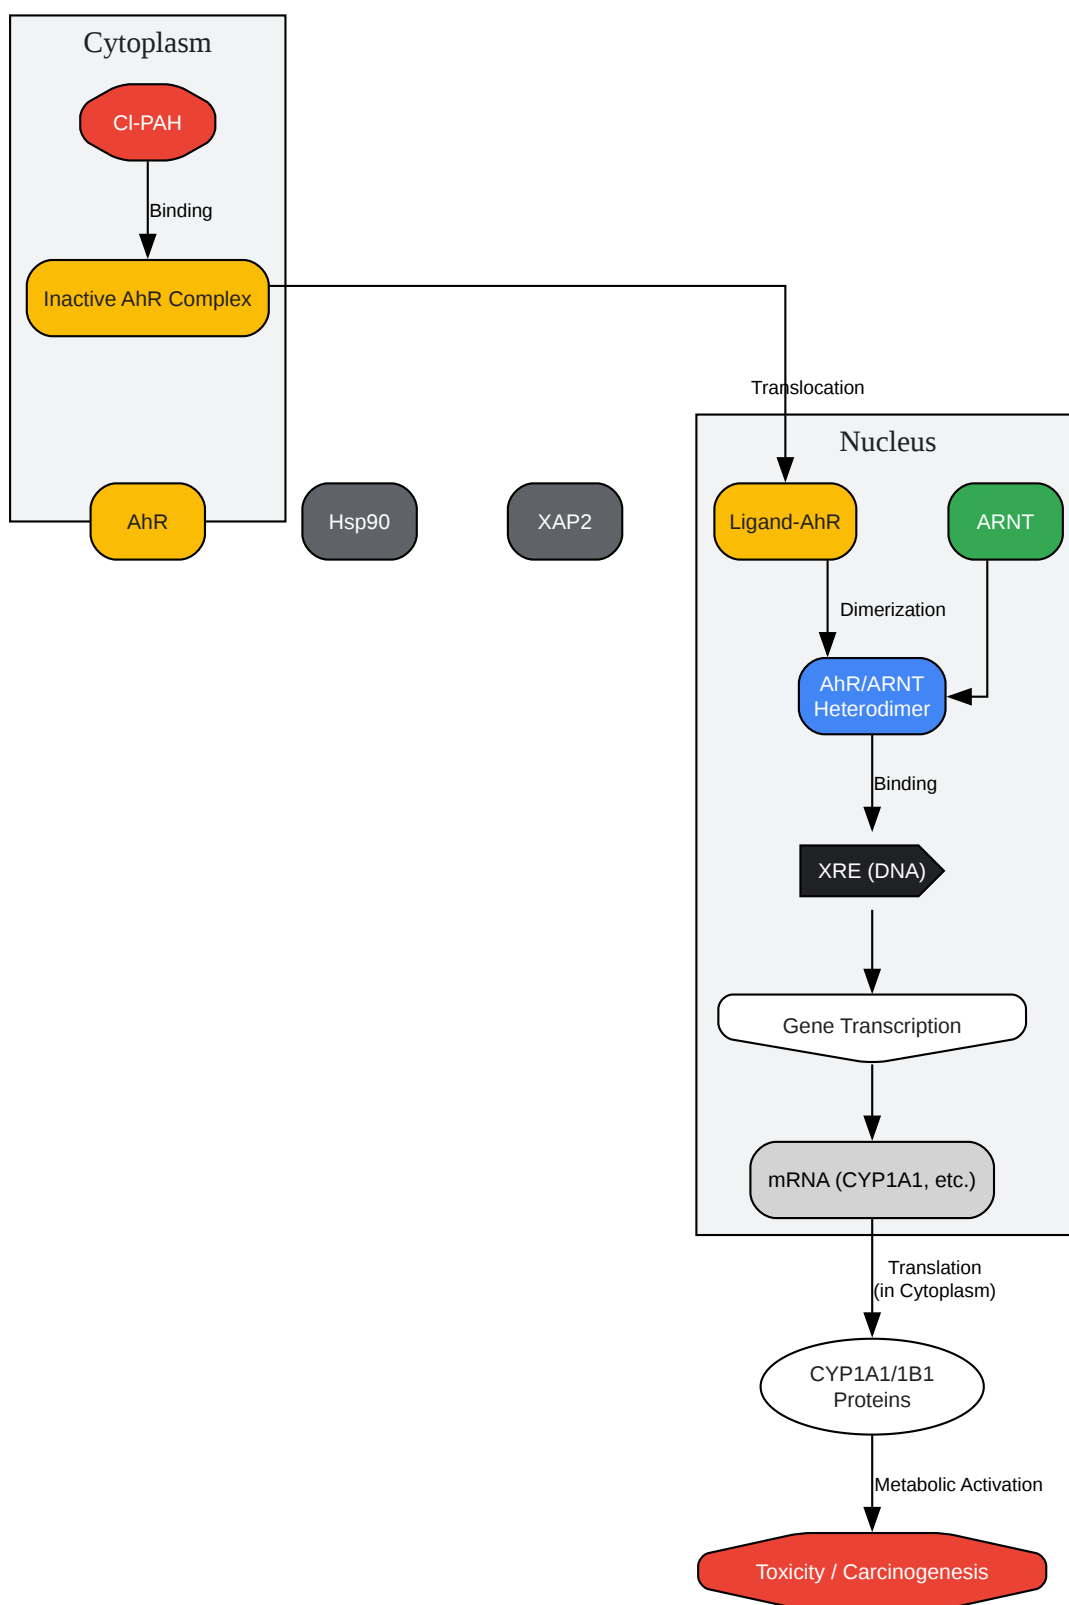 Cytoplasm
Cl-PAH
Binding
Inactive AhR Complex
Translocation
Nucleus
AhR
Hsp90
XAP2
Ligand-AhR
ARNT
Dimerization
AhR/ARNT
Heterodimer
Binding
XRE (DNA)
Gene Transcription
mRNA (CYP1A1, etc.)
Translation
(in Cytoplasm)
CYP1A1/1B1
Proteins
Metabolic Activation
Toxicity / Carcinogenesis